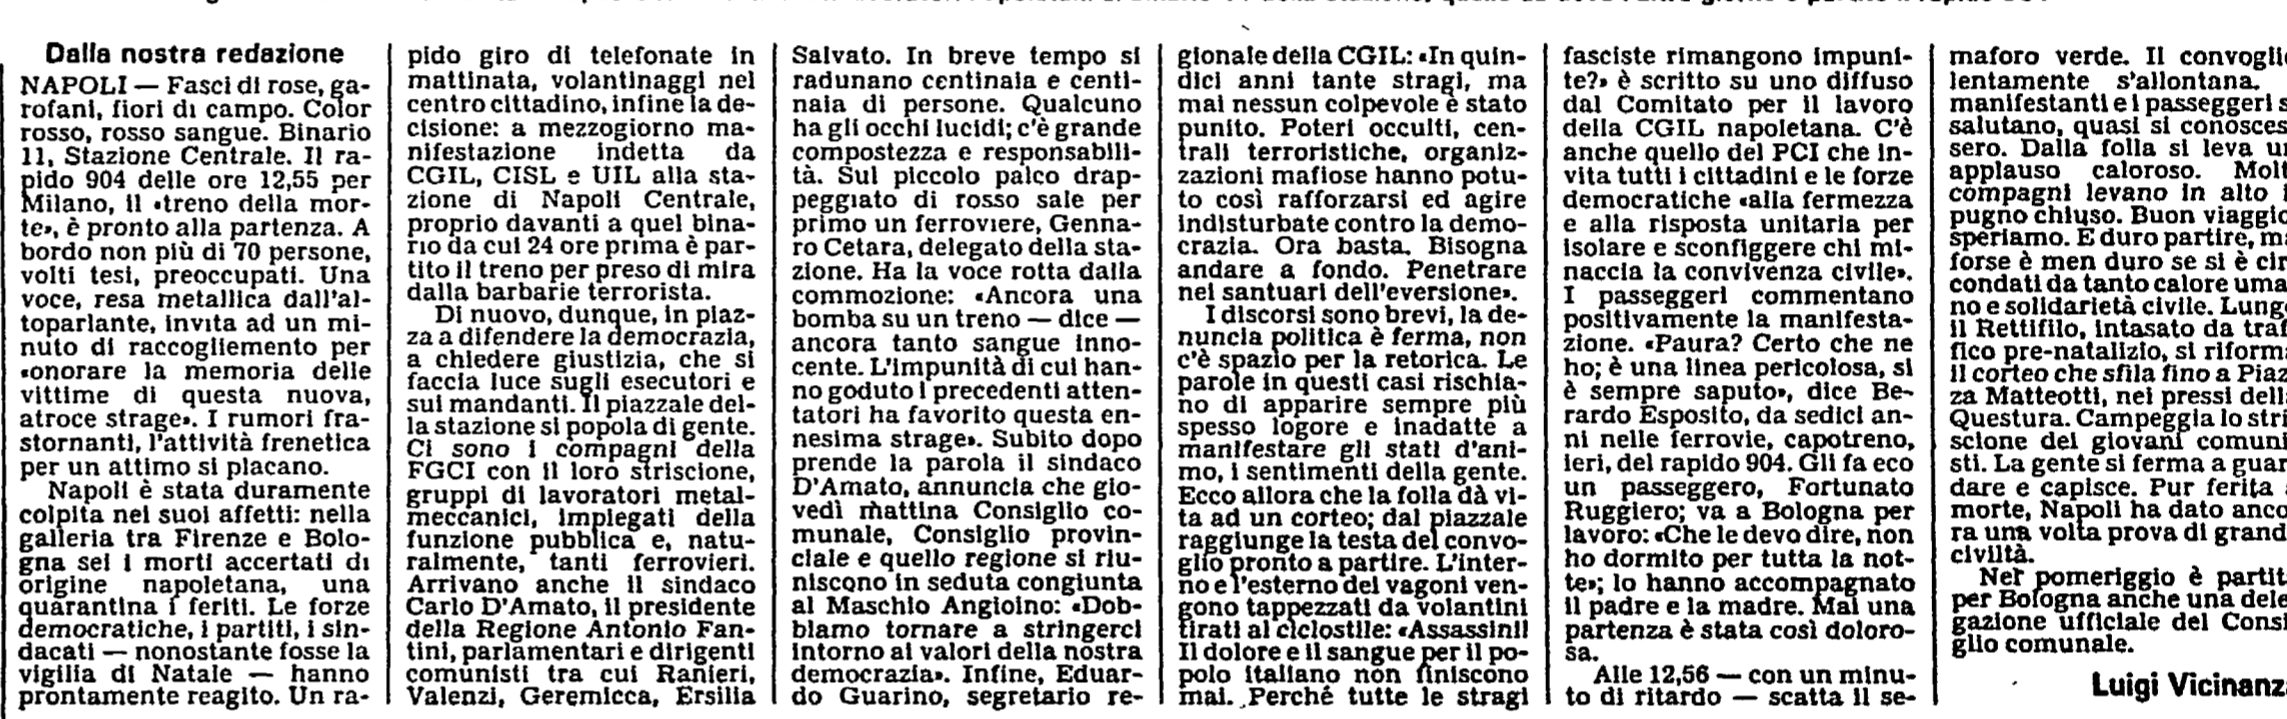 Dalla nostra redazione
NAPOLI — Fasci di rose, ga-
rofani, fiori di campo. Color
rosso, rosso sangue. Binario
11, Stazione Centrale. Il ra-
pido 904 delle ore 12,55 per
Milano, il «treno della mor-
te», è pronto alla partenza. A
bordo non più di 70 persone,
volti tesi, preoccupati. Una
voce, resa metallica dall'al-
toparlante, invita ad un mi-
nuto di raccoglimento per
«onorare la memoria delle
vittime di questa nuova,
atroce strage». I rumori fra-
stornanti, l'attività frenetica
per un attimo si placano.
Napoli è stata duramente
colpita nei suoi affetti: nella
galleria tra Firenze e Bolo-
gna sei i morti accertati di
origine napoletana, una
quarantina i feriti. Le forze
democratiche, i partiti, i sin-
dacati — nonostante fosse la
vigilia di Natale — hanno
prontamente reagito. Un ra-
pido giro di telefonate in
mattinata, volantinaggi nel
centro cittadino, infine la de-
cisione: a mezzogiorno ma-
nifestazione indetta da
CGIL, CISL e UIL alla sta-
zione di Napoli Centrale,
proprio davanti a quel bina-
rio da cui 24 ore prima è par-
tito il treno per preso di mira
dalla barbarie terrorista.
Di nuovo, dunque, in piaz-
za a difendere la democrazia,
a chiedere giustizia, che si
faccia luce sugli esecutori e
sui mandanti. Il piazzale del-
la stazione si popola di gente.
Ci sono i compagni della
FGCI con il loro striscione,
gruppi di lavoratori metal-
meccanici, impiegati della
funzione pubblica e, natu-
ralmente, tanti ferrovieri.
Arrivano anche il sindaco
Carlo D'Amato, il presidente
della Regione Antonio Fan-
tini, parlamentari e dirigenti
comunisti tra cui Ranieri,
Valenzi, Geremicca, Ersilia
Salvato. In breve tempo si
radunano centinaia e centi-
naia di persone. Qualcuno
ha gli occhi lucidi; c'è grande
compostezza e responsabili-
tà. Sul piccolo palco drap-
peggiato di rosso sale per
primo un ferroviere, Genna-
ro Cetara, delegato della sta-
zione. Ha la voce rotta dalla
commozione: «Ancora una
bomba su un treno — dice —
ancora tanto sangue inno-
cente. L'impunità di cui han-
no goduto i precedenti atten-
tatori ha favorito questa en-
nesima strage». Subito dopo
prende la parola il sindaco
D'Amato, annuncia che gio-
vedì mattina Consiglio co-
munale, Consiglio provin-
ciale e quello regione si riu-
niscono in seduta congiunta
al Maschio Angioino: «Dob-
biamo tornare a stringerci
intorno ai valori della nostra
democrazia». Infine, Eduar-
do Guarino, segretario re-
gionale della CGIL: «In quin-
dici anni tante stragi, ma
mai nessun colpevole è stato
punito. Poteri occulti, cen-
trali terroristiche, organiz-
zazioni mafiose hanno potu-
to così rafforzarsi ed agire
indisturbate contro la demo-
crazia. Ora basta. Bisogna
andare a fondo. Penetrare
nei santuari dell'eversione».
I discorsi sono brevi, la de-
nuncia politica è ferma, non
c'è spazio per la retorica. Le
parole in questi casi rischia-
no di apparire sempre più
spesso logore e inadatte a
manifestare gli stati d'ani-
mo, i sentimenti della gente.
Ecco allora che la folla dà vi-
ta ad un corteo; dal piazzale
raggiunge la testa del convo-
glio pronto a partire. L'inter-
no e l'esterno dei vagoni ven-
gono tappezzati da volantini
tirati al ciclostile: «Assassini!
Il dolore e il sangue per il po-
polo italiano non finiscono
mai. Perché tutte le stragi
fasciste rimangono impuni-
te?» è scritto su uno diffuso
dal Comitato per il lavoro
della CGIL napoletana. C'è
anche quello del PCI che in-
vita tutti i cittadini e le forze
democratiche «alla fermezza
e alla risposta unitaria per
isolare e sconfiggere chi mi-
naccia la convivenza civile».
I passeggeri commentano
positivamente la manifesta-
zione. «Paura? Certo che ne
ho; è una linea pericolosa, si
è sempre saputo», dice Be-
rardo Esposito, da sedici an-
ni nelle ferrovie, capotreno,
ieri, del rapido 904. Gli fa eco
un passeggero, Fortunato
Ruggiero; va a Bologna per
lavoro: «Che le devo dire, non
ho dormito per tutta la not-
te»; lo hanno accompagnato
il padre e la madre. Mai una
partenza è stata così doloro-
sa.
Alle 12,56 — con un minu-
to di ritardo — scatta il se-
maforo verde. Il convogli
lentamente s'allontana.
manifestanti e i passeggeri s
salutano, quasi si conosces
sero. Dalla folla si leva u
applauso caloroso. Molt
compagni levano in alto i
pugno chiuso. Buon viaggio
speriamo. E duro partire, m
forse è men duro se si è cir
condati da tanto calore uma
no e solidarietà civile. Lung
il Rettifilo, intasato da traf
fico pre-natalizio, si riform
il corteo che sfila fino a Piaz
za Matteotti, nei pressi dell
Questura. Campeggia lo stri
scione dei giovani comuni
sti. La gente si ferma a guar
dare e capisce. Pur ferita
morte, Napoli ha dato anco
ra una volta prova di grand
civiltà.
Nel pomeriggio è partit
per Bologna anche una dele
gazione ufficiale del Consi
glio comunale.
Luigi Vicinanz